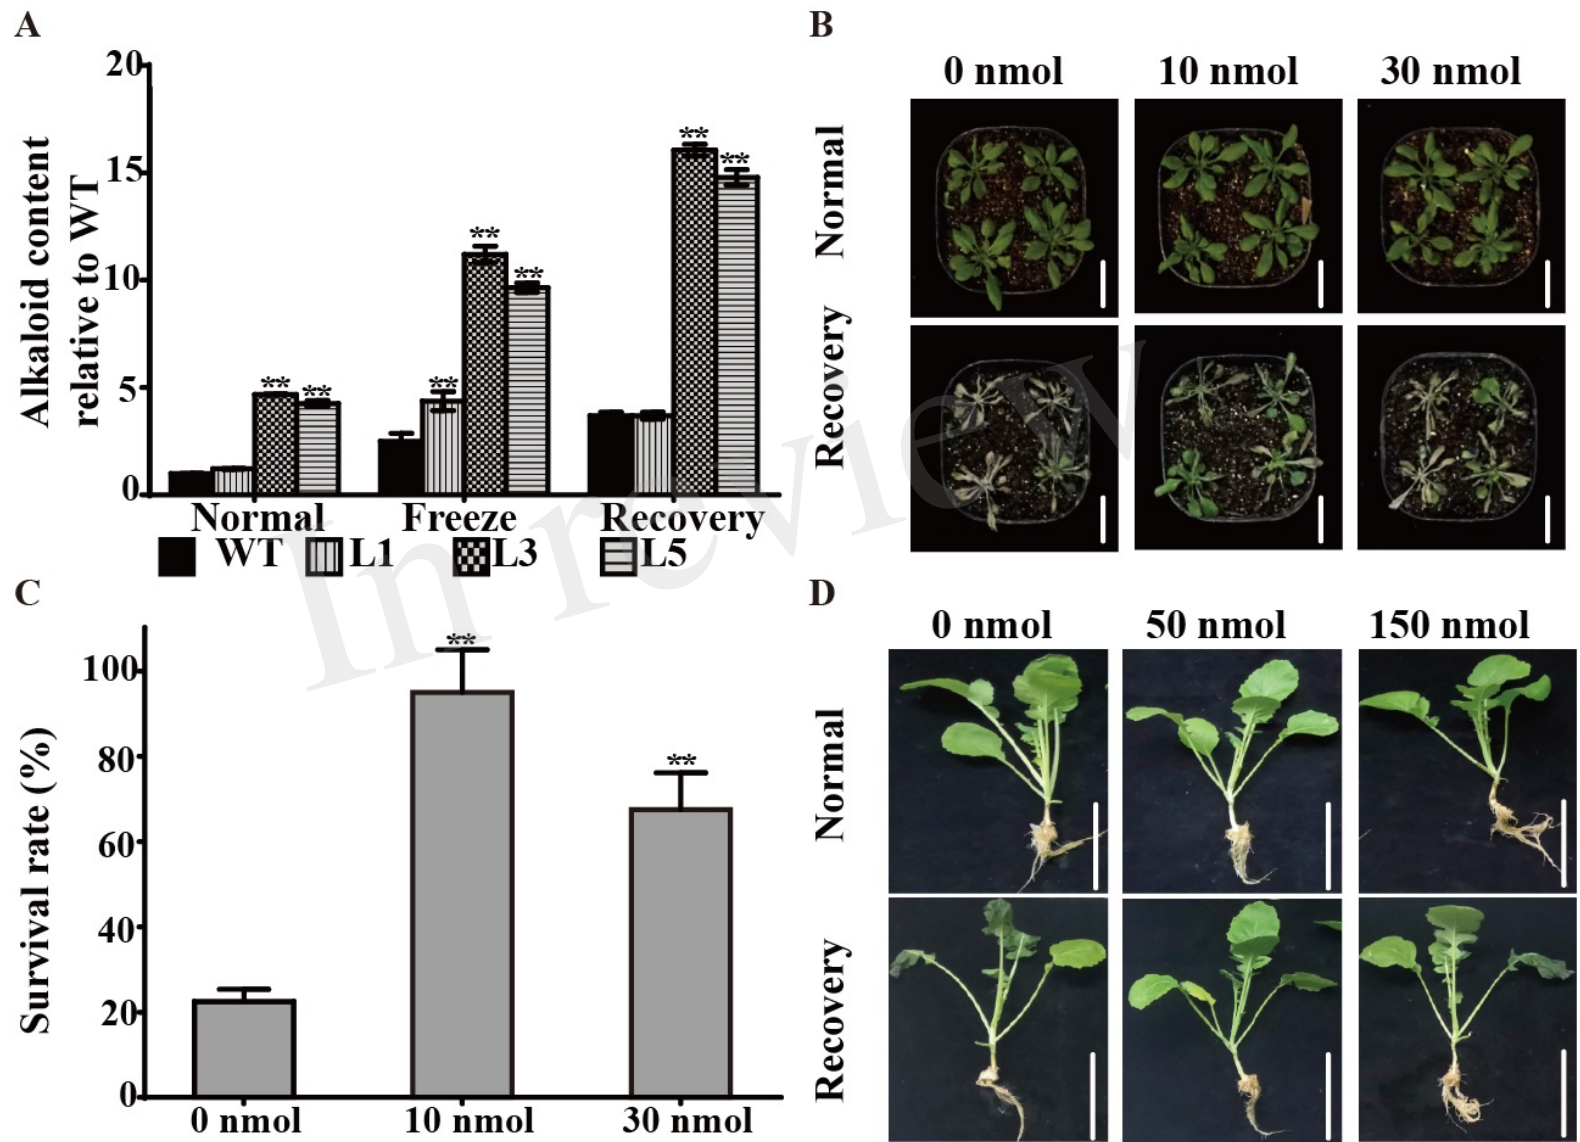 A
Alkaloid content
relative to WT
20
15
10
5
0
**
**
**
**
**
**
**
Normal
Freeze
Recovery
WT
L1
L3
L5
B
0 nmol
10 nmol
30 nmol
Normal
Recovery
C
Survival rate (%)
100
80
60
40
20
0
**
**
0 nmol
10 nmol
30 nmol
D
0 nmol
50 nmol
150 nmol
Normal
Recovery
In review